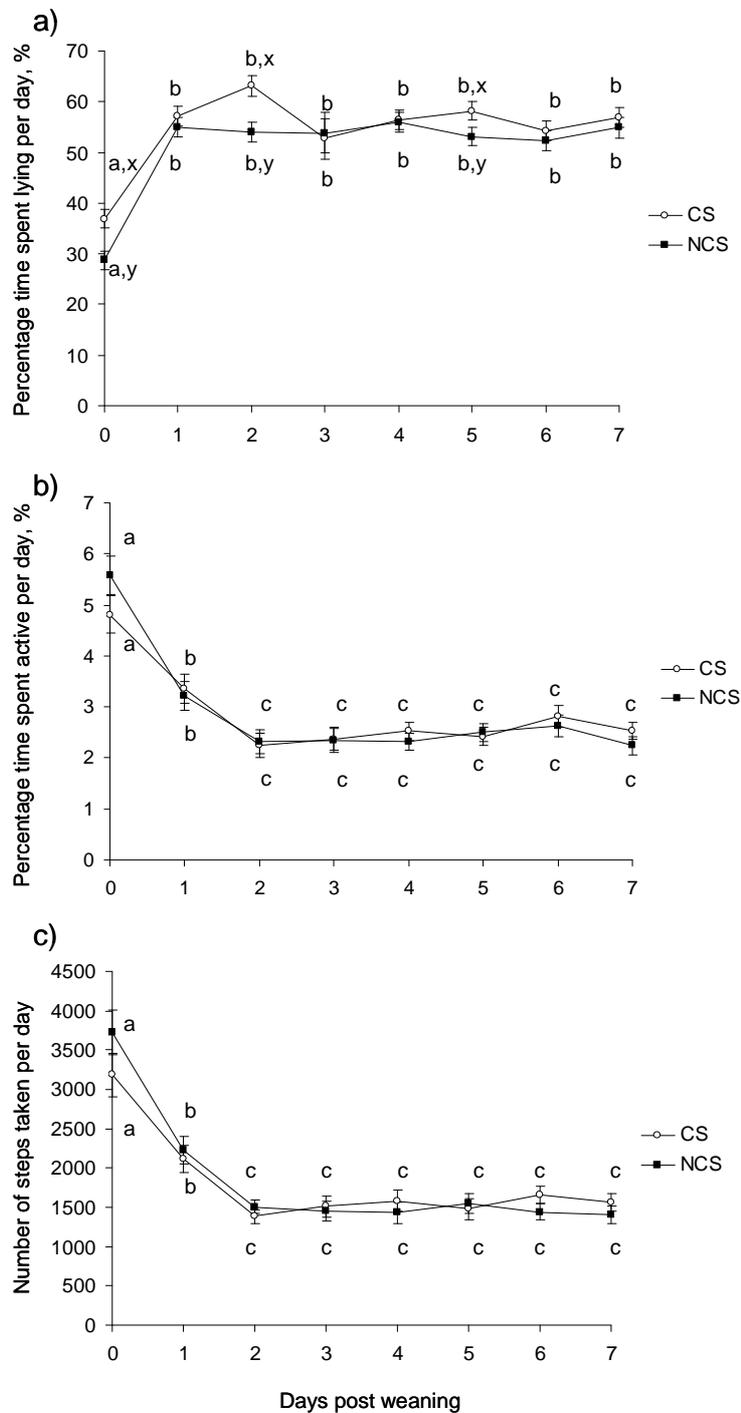 a)
Percentage time spent lying per day, %
70
60
50
40
30
20
10
0
a,x
b
b,x
b
b
b,x
b
b
a,y
b
b,y
b
b
b,y
b
b
0 1 2 3 4 5 6 7
CS
NCS
b)
Percentage time spent active per day, %
7
6
5
4
3
2
1
0
a
b
c
c
c
c
c
c
a
b
c
c
c
c
c
c
0 1 2 3 4 5 6 7
CS
NCS
c)
Number of steps taken per day
4500
4000
3500
3000
2500
2000
1500
1000
500
0
a
b
c
c
c
c
c
c
a
b
c
c
c
c
c
c
0 1 2 3 4 5 6 7
CS
NCS
Days post weaning